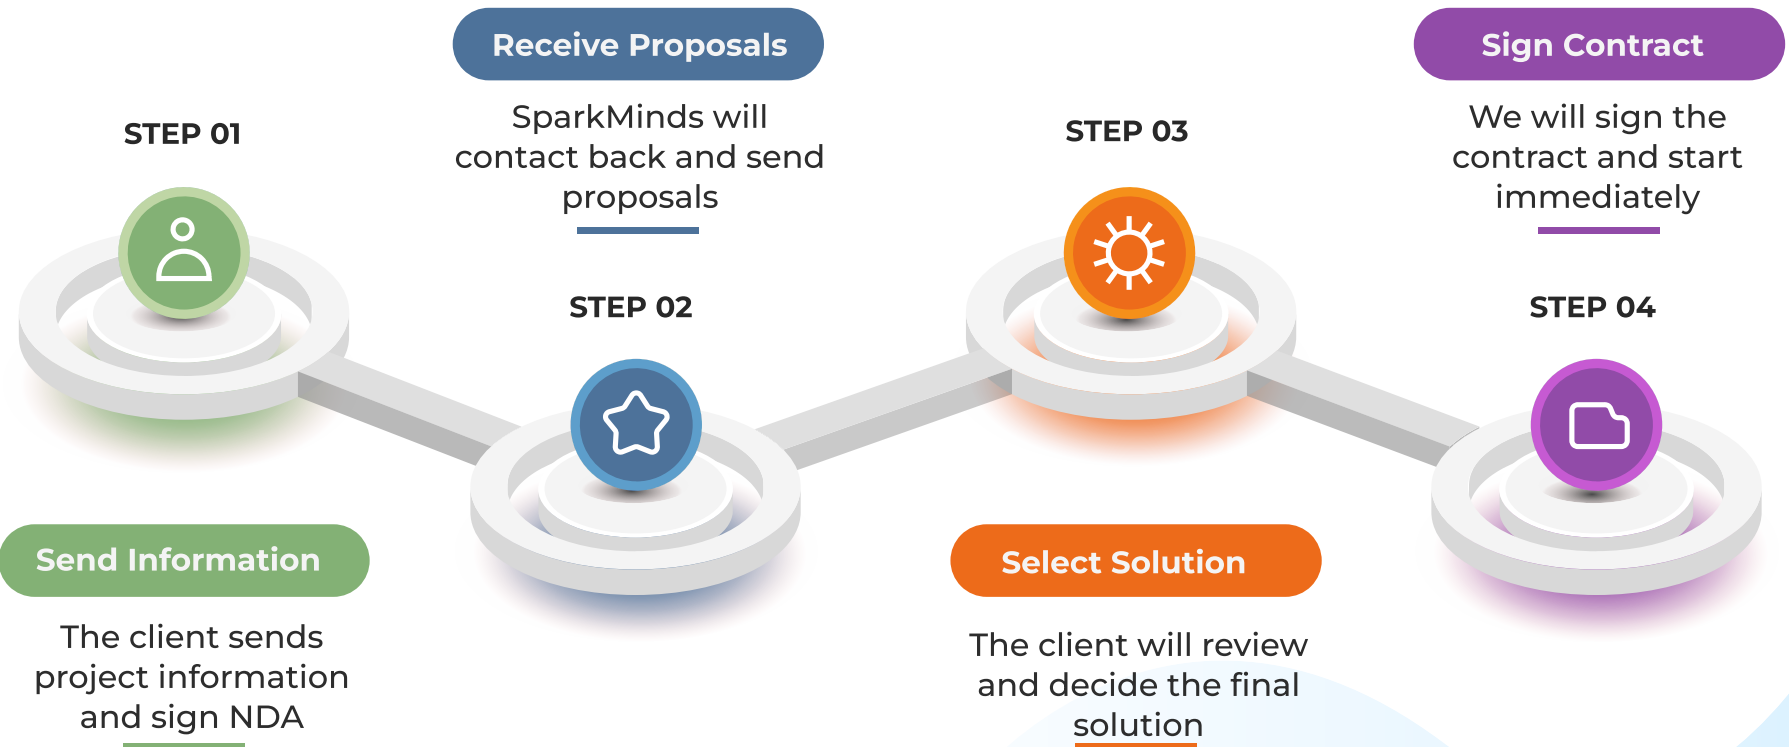 STEP 01
Send Information
The client sends
project information
and sign NDA
Receive Proposals
SparkMinds will
contact back and send
proposals
STEP 02
STEP 03
Select Solution
The client will review
and decide the final
solution
Sign Contract
We will sign the
contract and start
immediately
STEP 04